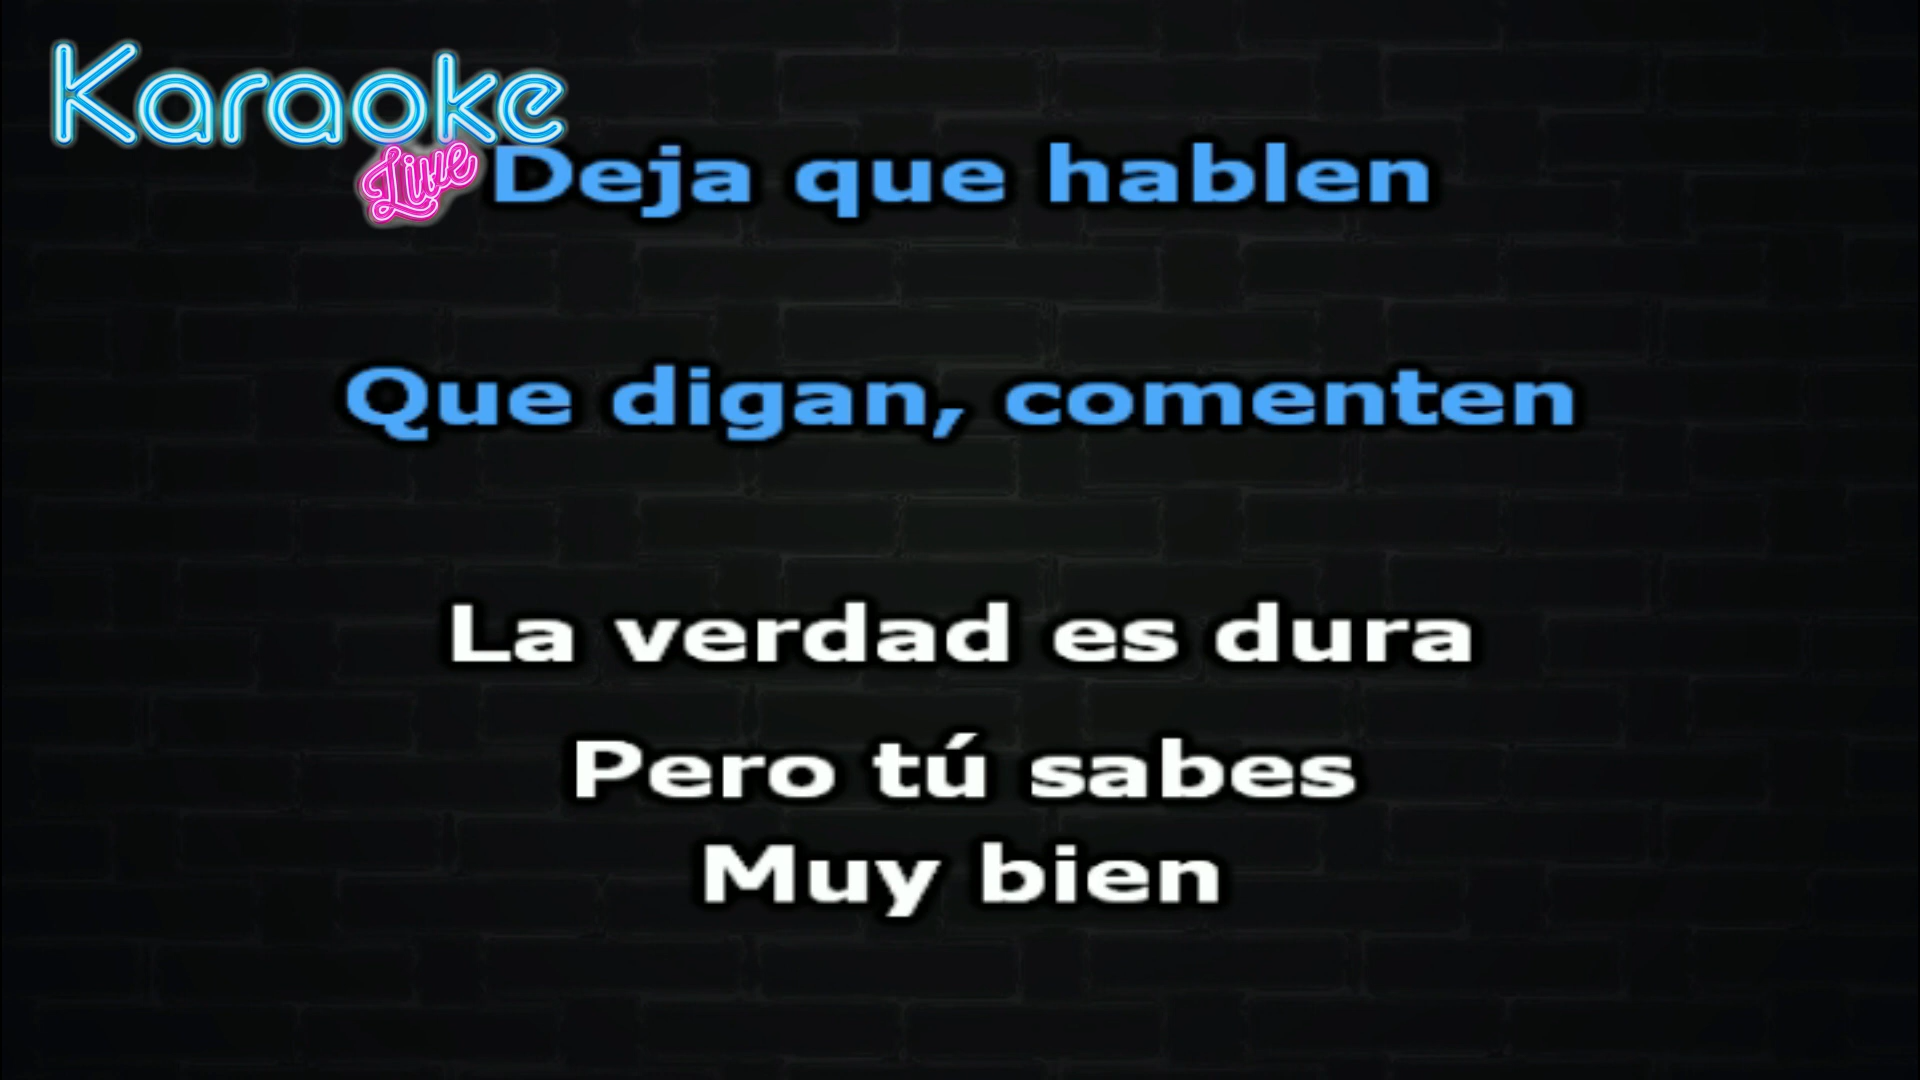 Karaoke
Live
Deja que hablen
Que digan, comenten
La verdad es dura
Pero tú sabes
Muy bien